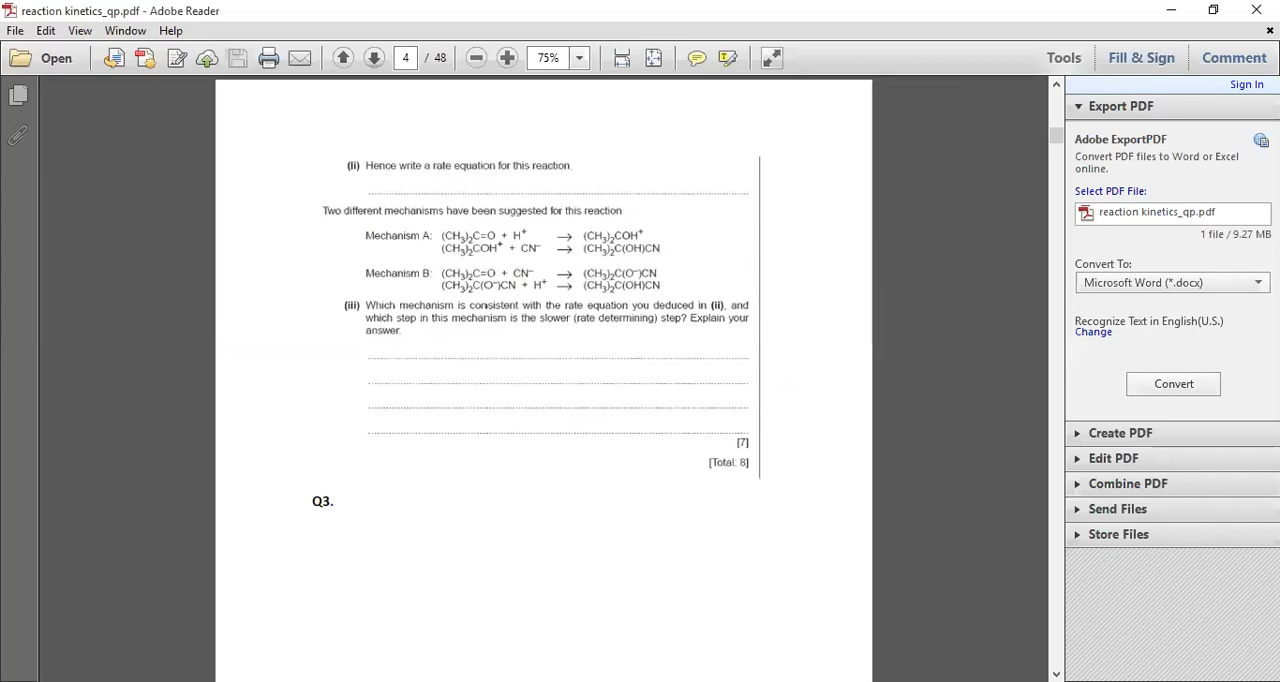 reaction kinetics_qp.pdf - Adobe Reader
File Edit View Window Help
Open 4 / 48 75% Tools Fill & Sign Comment
Sign In
Export PDF
Adobe ExportPDF
Convert PDF files to Word or Excel
online.
Select PDF File:
reaction kinetics_qp.pdf
1 file / 9.27 MB
Convert To:
Microsoft Word (*.docx)
Recognize Text in English(U.S.)
Change
Convert
Create PDF
Edit PDF
Combine PDF
Send Files
Store Files
(ii) Hence write a rate equation for this reaction.
Two different mechanisms have been suggested for this reaction
Mechanism A: (CH₃)₂C=O + H⁺ → (CH₃)₂COH⁺
(CH₃)₂COH⁺ + CN⁻ → (CH₃)₂C(OH)CN
Mechanism B: (CH₃)₂C=O + CN⁻ → (CH₃)₂C(O⁻)CN
(CH₃)₂C(O⁻)CN + H⁺ → (CH₃)₂C(OH)CN
(iii) Which mechanism is consistent with the rate equation you deduced in (ii), and
which step in this mechanism is the slower (rate determining) step? Explain your
answer.
[7]
[Total: 8]
Q3.